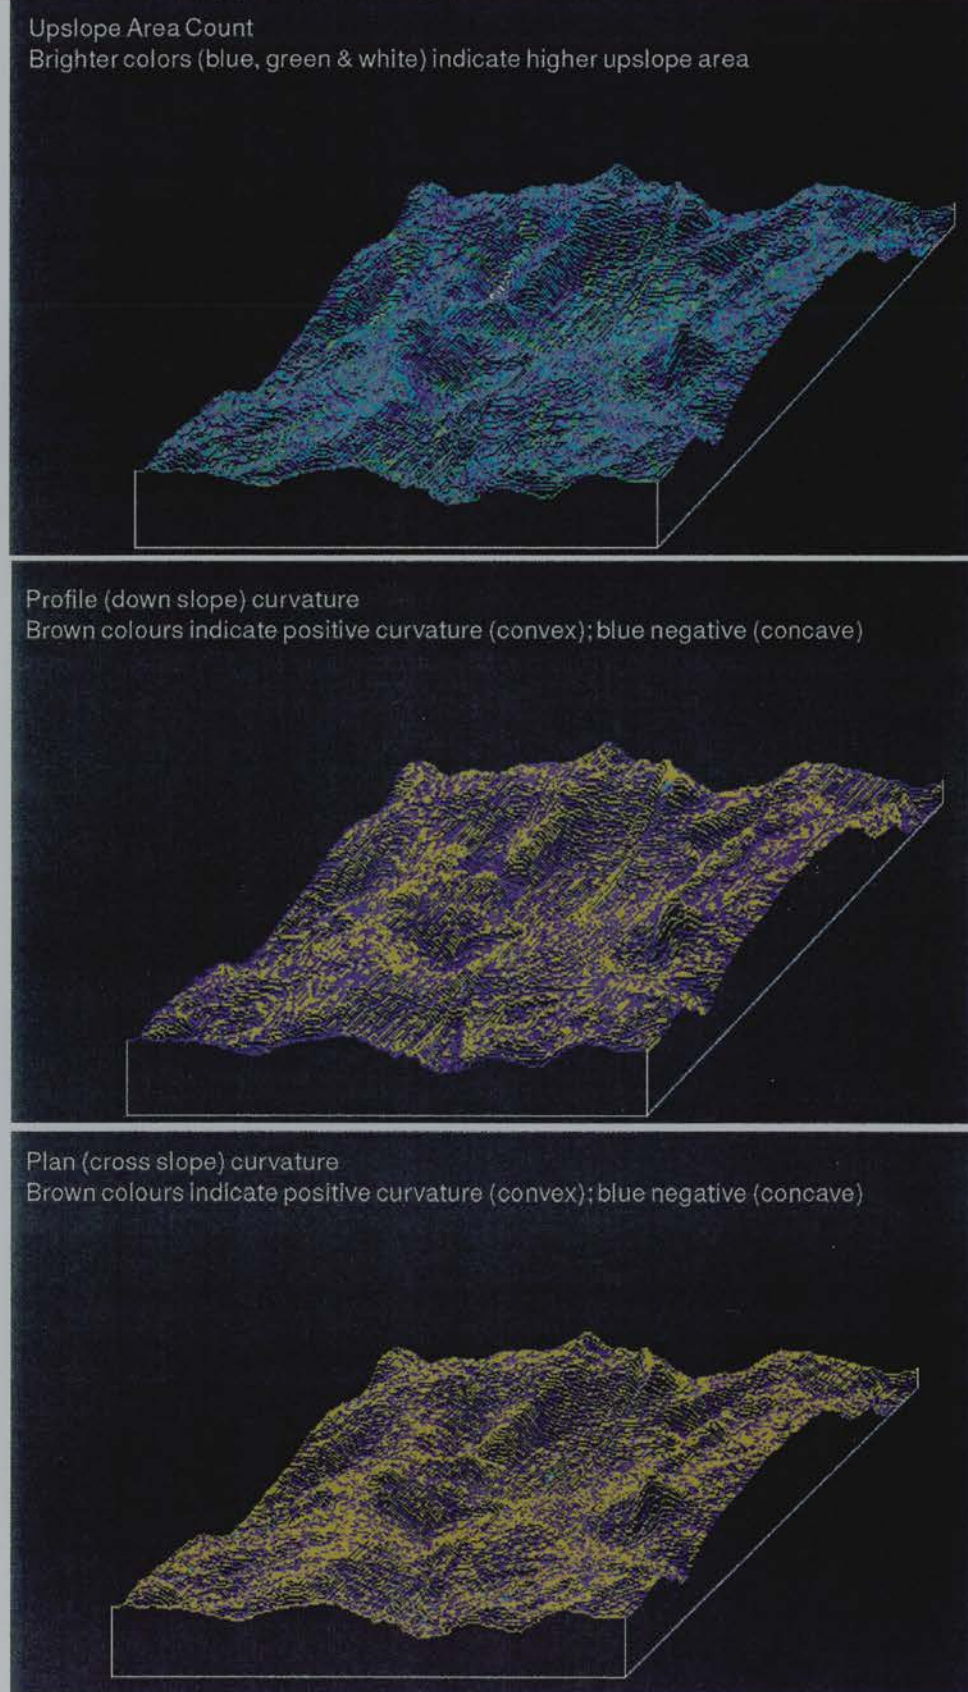 Upslope Area Count
Brighter colors (blue, green & white) indicate higher upslope area
Profile (down slope) curvature
Brown colours indicate positive curvature (convex); blue negative (concave)
Plan (cross slope) curvature
Brown colours indicate positive curvature (convex); blue negative (concave)